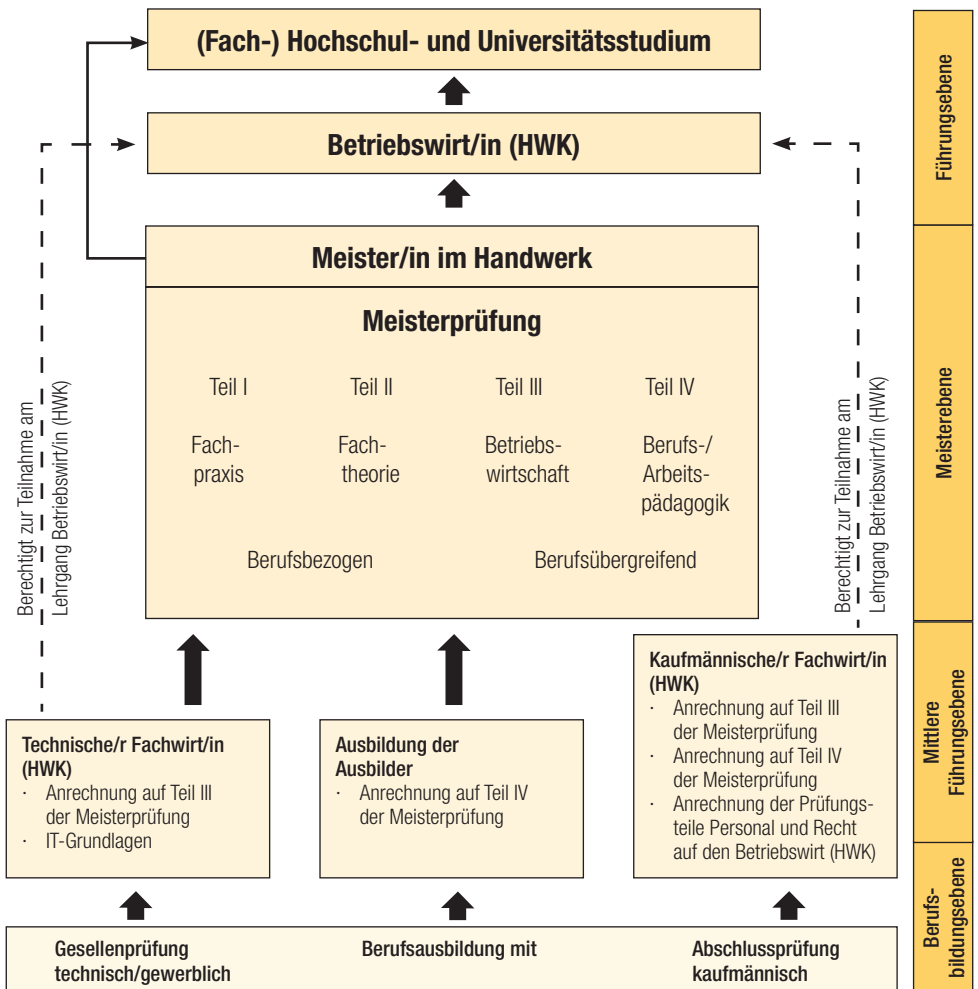 (Fach-) Hochschul- und Universitätsstudium
Betriebswirt/in (HWK)
Meister/in im Handwerk
Meisterprüfung
Teil I
Teil II
Teil III
Teil IV
Fach-
praxis
Fach-
theorie
Betriebs-
wirtschaft
Berufs-/
Arbeits-
pädagogik
Berufsbezogen
Berufsübergreifend
Berechtigt zur Teilnahme am
Lehrgang Betriebswirt/in (HWK)
Berechtigt zur Teilnahme am
Lehrgang Betriebswirt/in (HWK)
Technische/r Fachwirt/in
(HWK)
· Anrechnung auf Teil III
der Meisterprüfung
· IT-Grundlagen
Ausbildung der
Ausbilder
· Anrechnung auf Teil IV
der Meisterprüfung
Kaufmännische/r Fachwirt/in
(HWK)
· Anrechnung auf Teil III
der Meisterprüfung
· Anrechnung auf Teil IV
der Meisterprüfung
· Anrechnung der Prüfungs-
teile Personal und Recht
auf den Betriebswirt (HWK)
Gesellenprüfung
technisch/gewerblich
Berufsausbildung mit
Abschlussprüfung
kaufmännisch
Führungsebene
Meisterebene
Mittlere
Führungsebene
Berufs-
bildungsebene